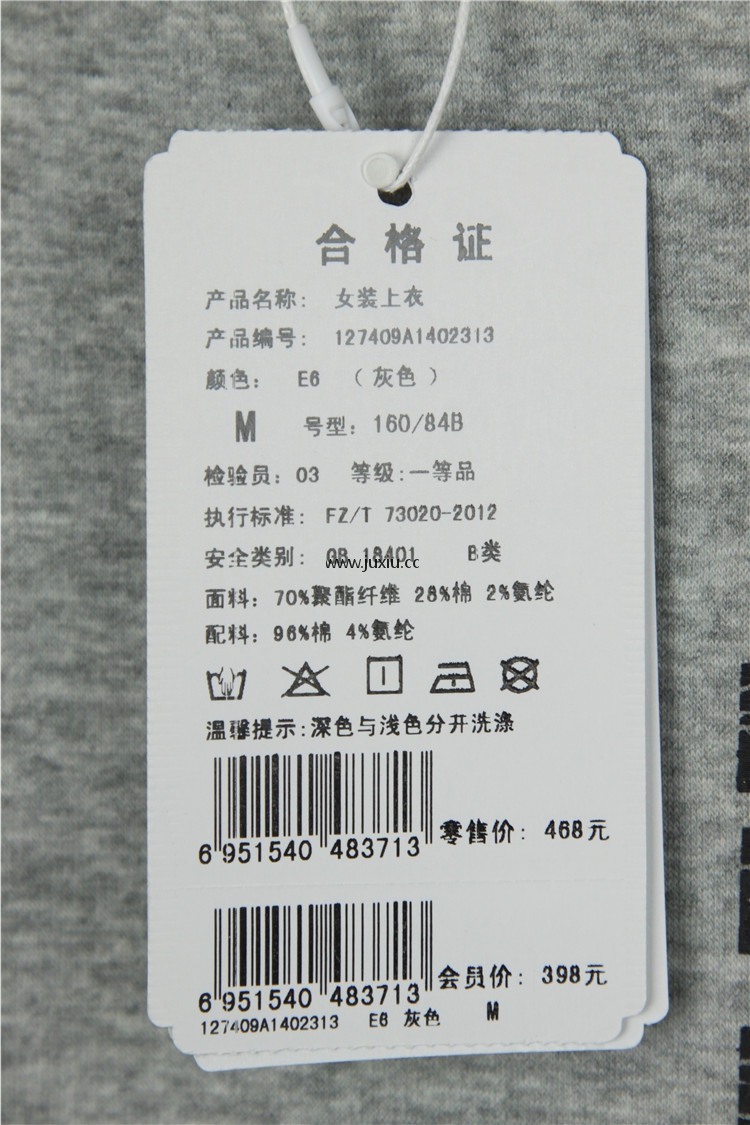 合格证
产品名称: 女装上衣
产品编号: 127409A1402313
颜色: E6 (灰色)
M 号型: 160/84B
检验员: 03 等级:一等品
执行标准: FZ/T 73020-2012
安全类别: GB 18401 B类
www.juxiu.cc
面料: 70%聚酯纤维 28%棉 2%氨纶
配料: 96%棉 4%氨纶
温馨提示:深色与浅色分开洗涤
6 951540 483713 零售价: 468元
6 951540 483713 会员价: 398元
127409A1402313 E6 灰色 M